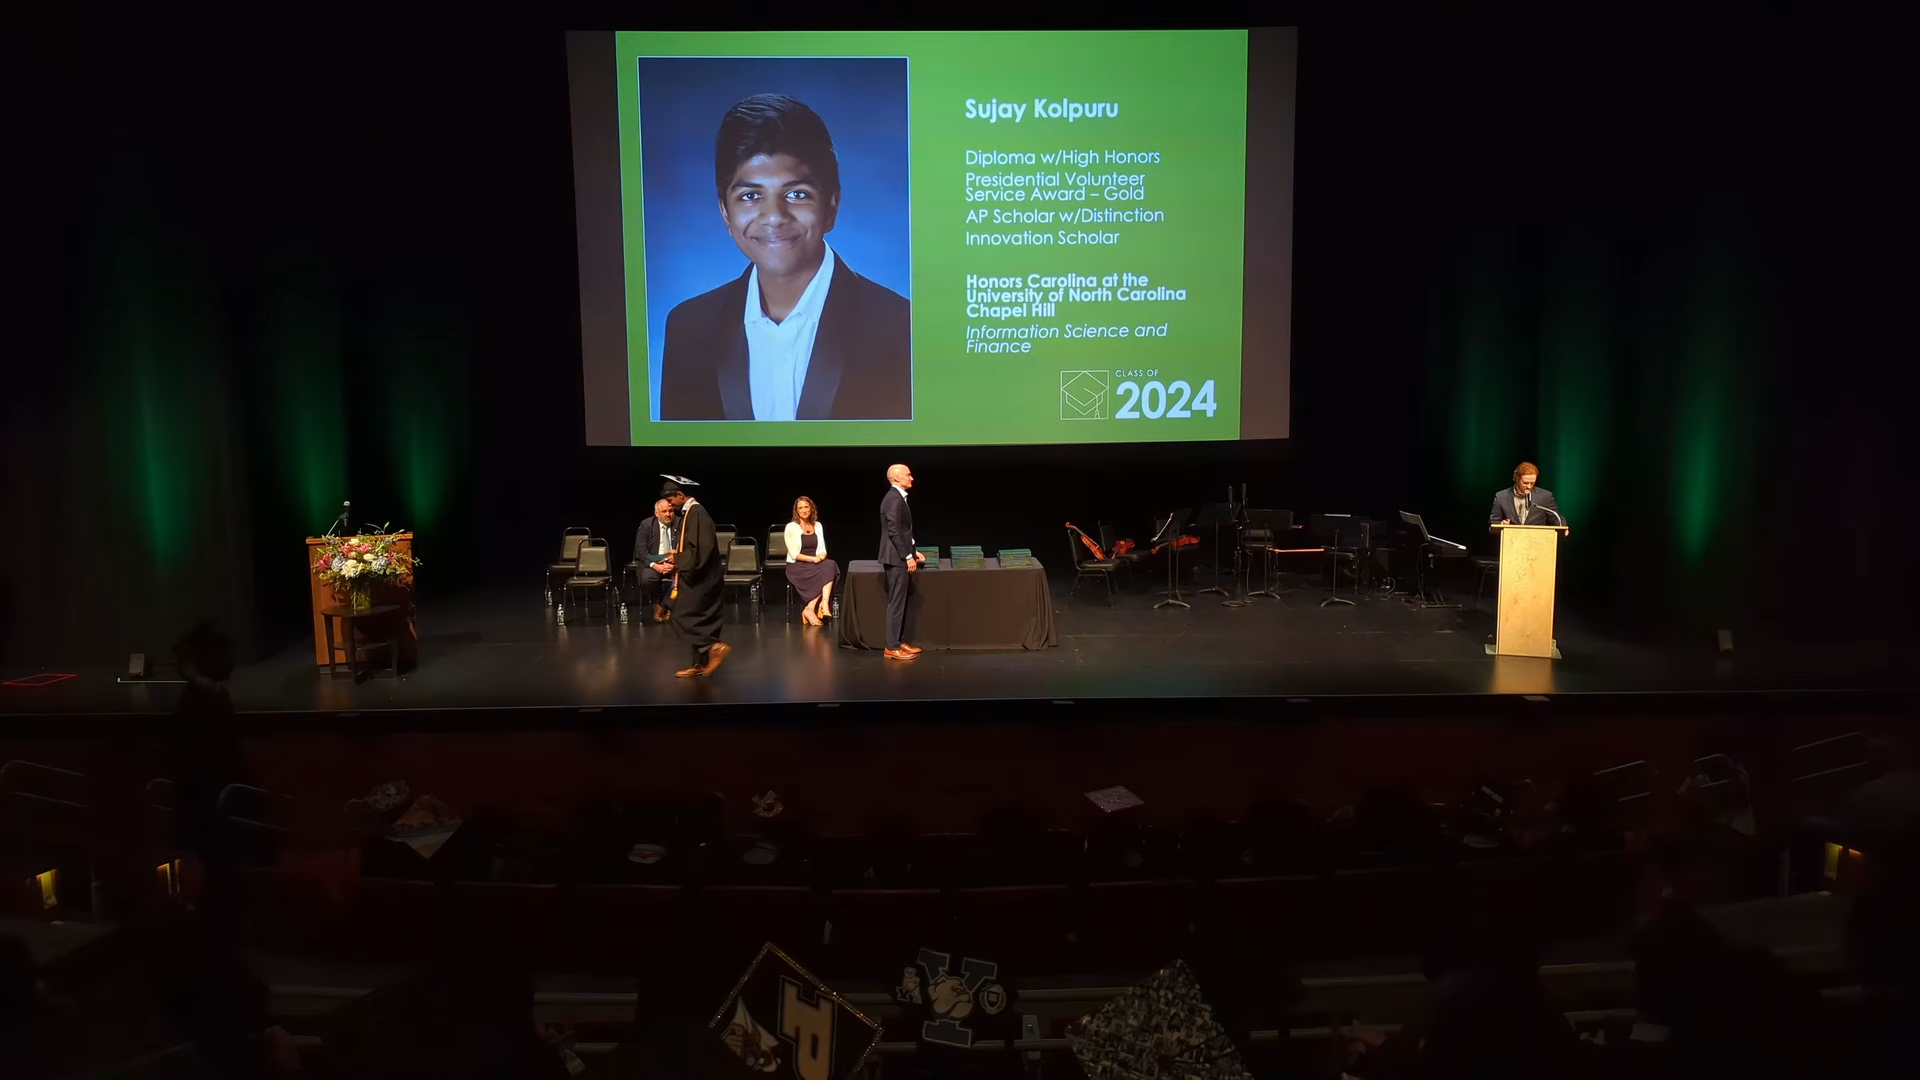 Sujay Kolpuru
Diploma w/High Honors
Presidential Volunteer
Service Award – Gold
AP Scholar w/Distinction
Innovation Scholar
Honors Carolina at the
University of North Carolina
Chapel Hill
Information Science and
Finance
CLASS OF
2024
P
Y